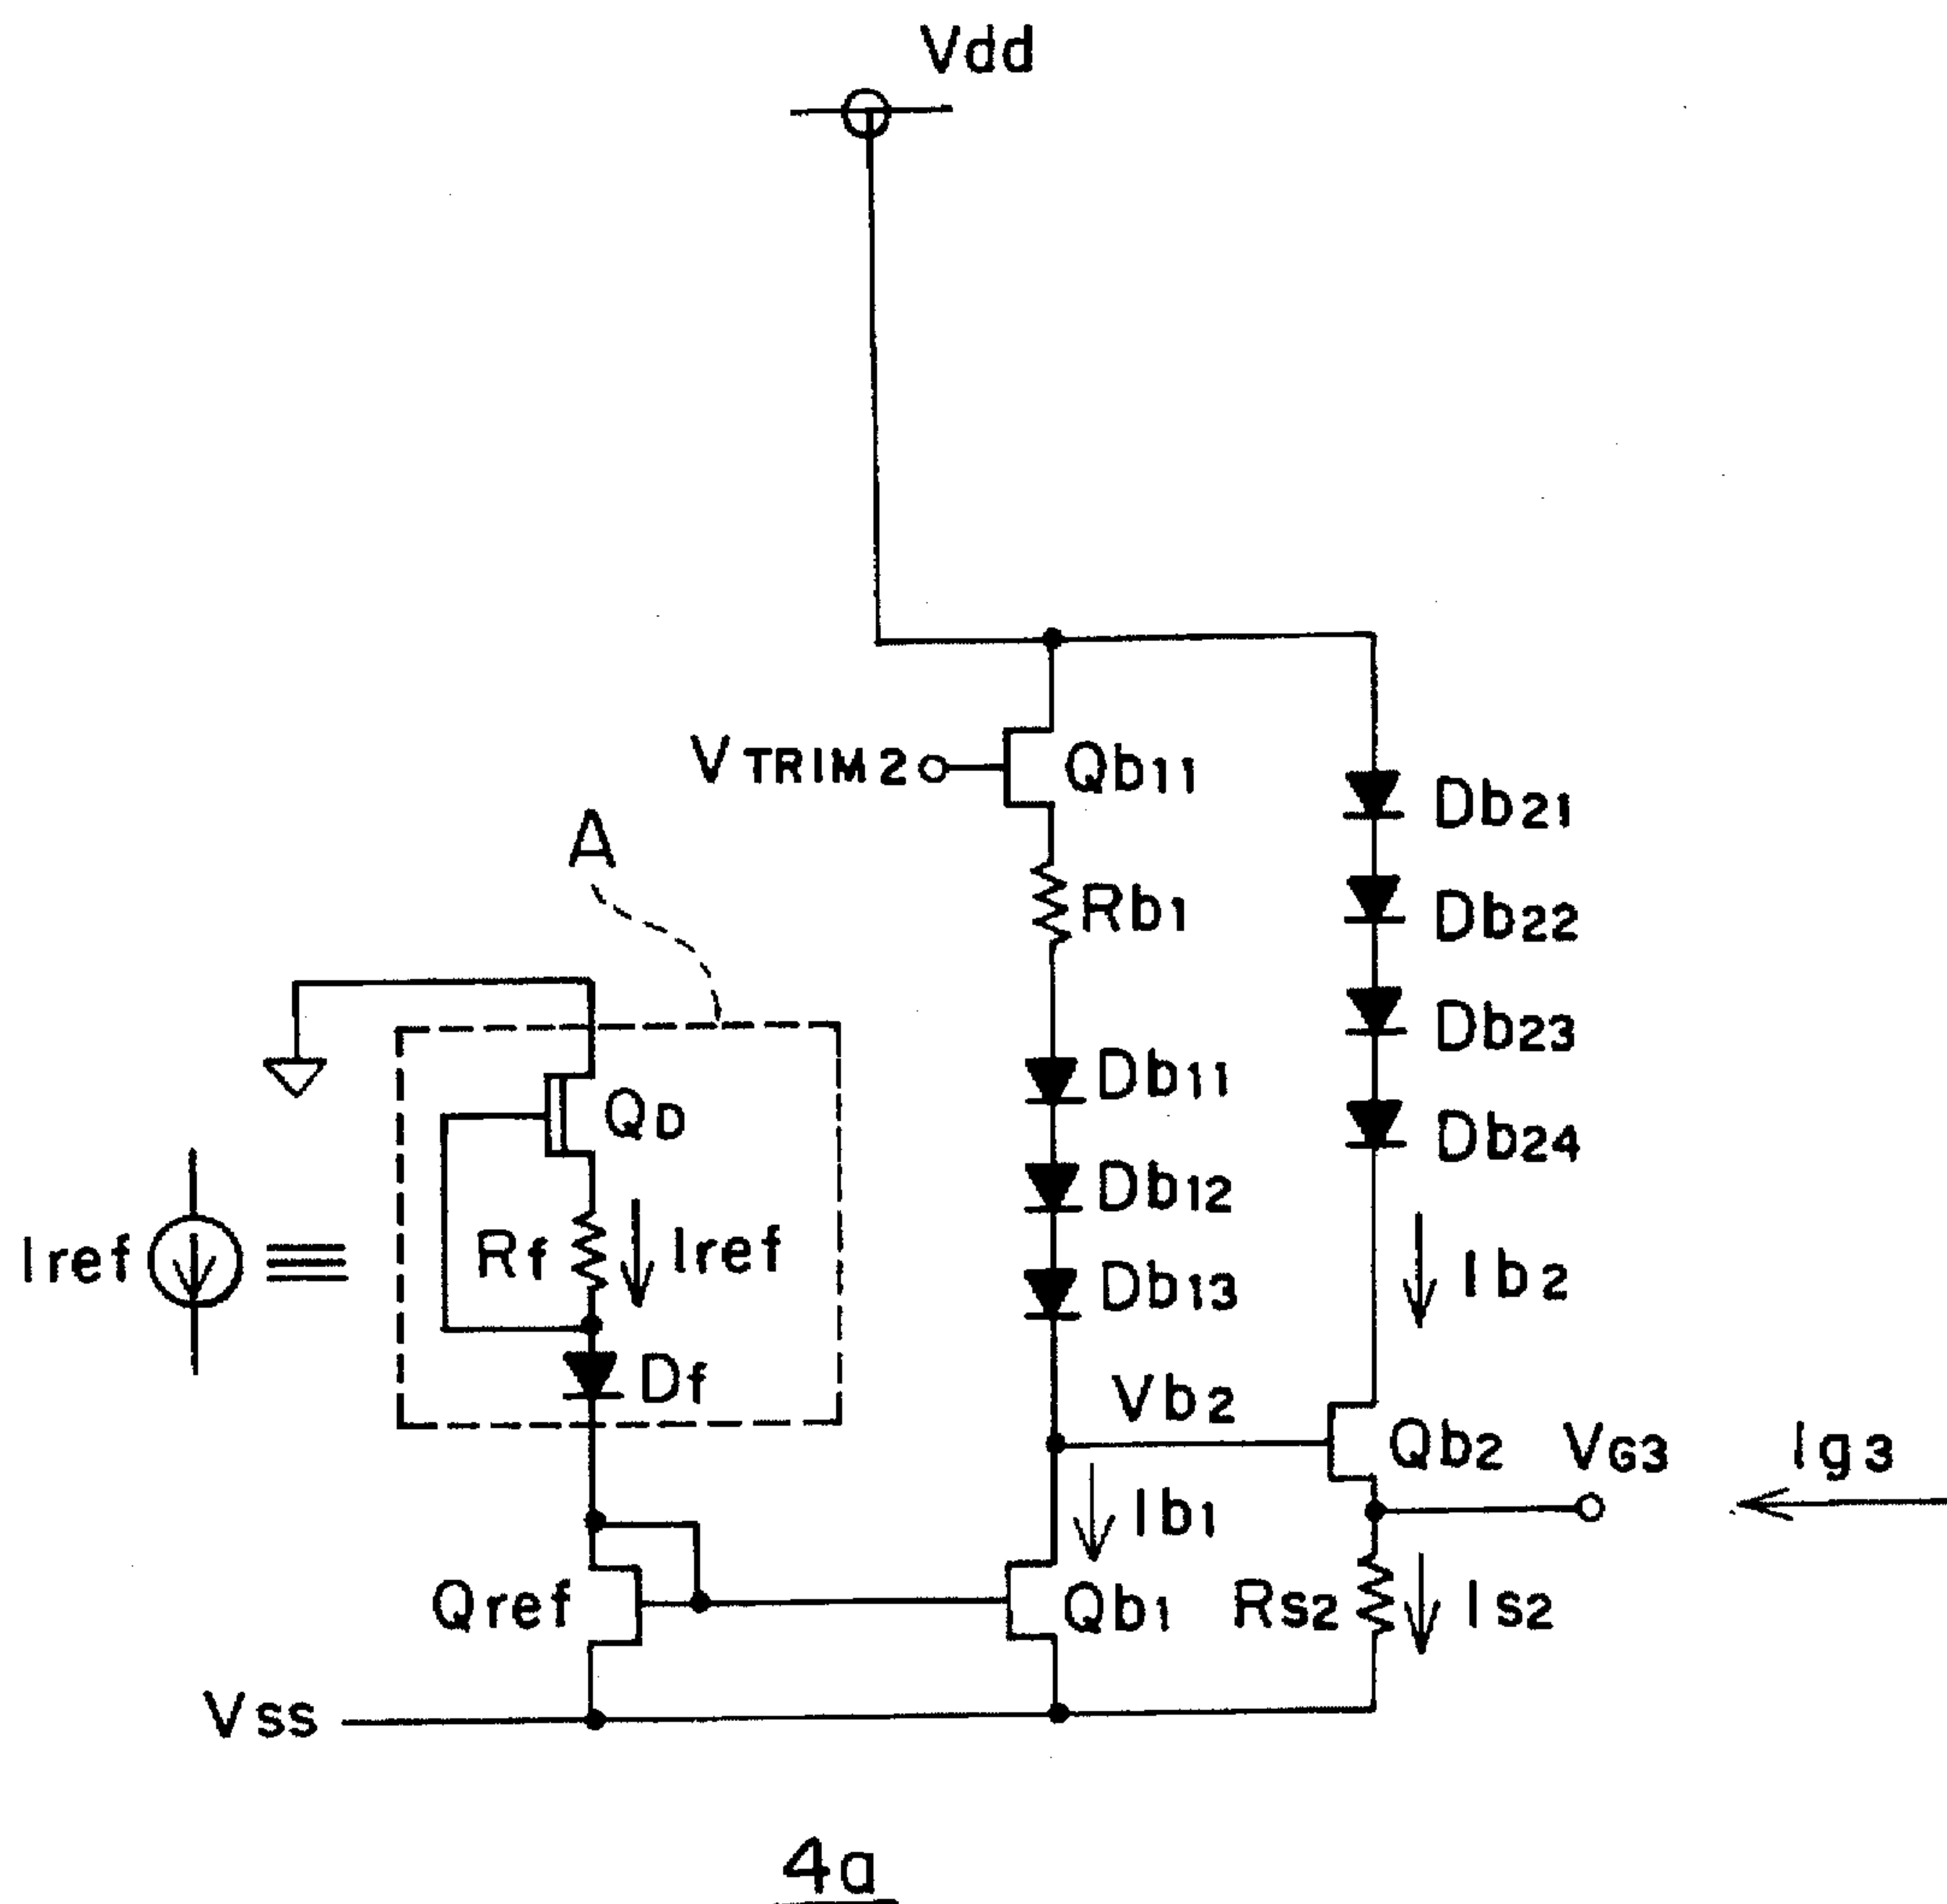 Vdd
VTRIM2
Qb11
Db21
A
Rb1
Db22
Db23
Db11
QD
Db24
Db12
Iref
Rf
Iref
Ib2
Db13
Df
Vb2
Qb2
VG3
Ig3
Ib1
Qref
Qb1
Rs2
Is2
Vss
4a